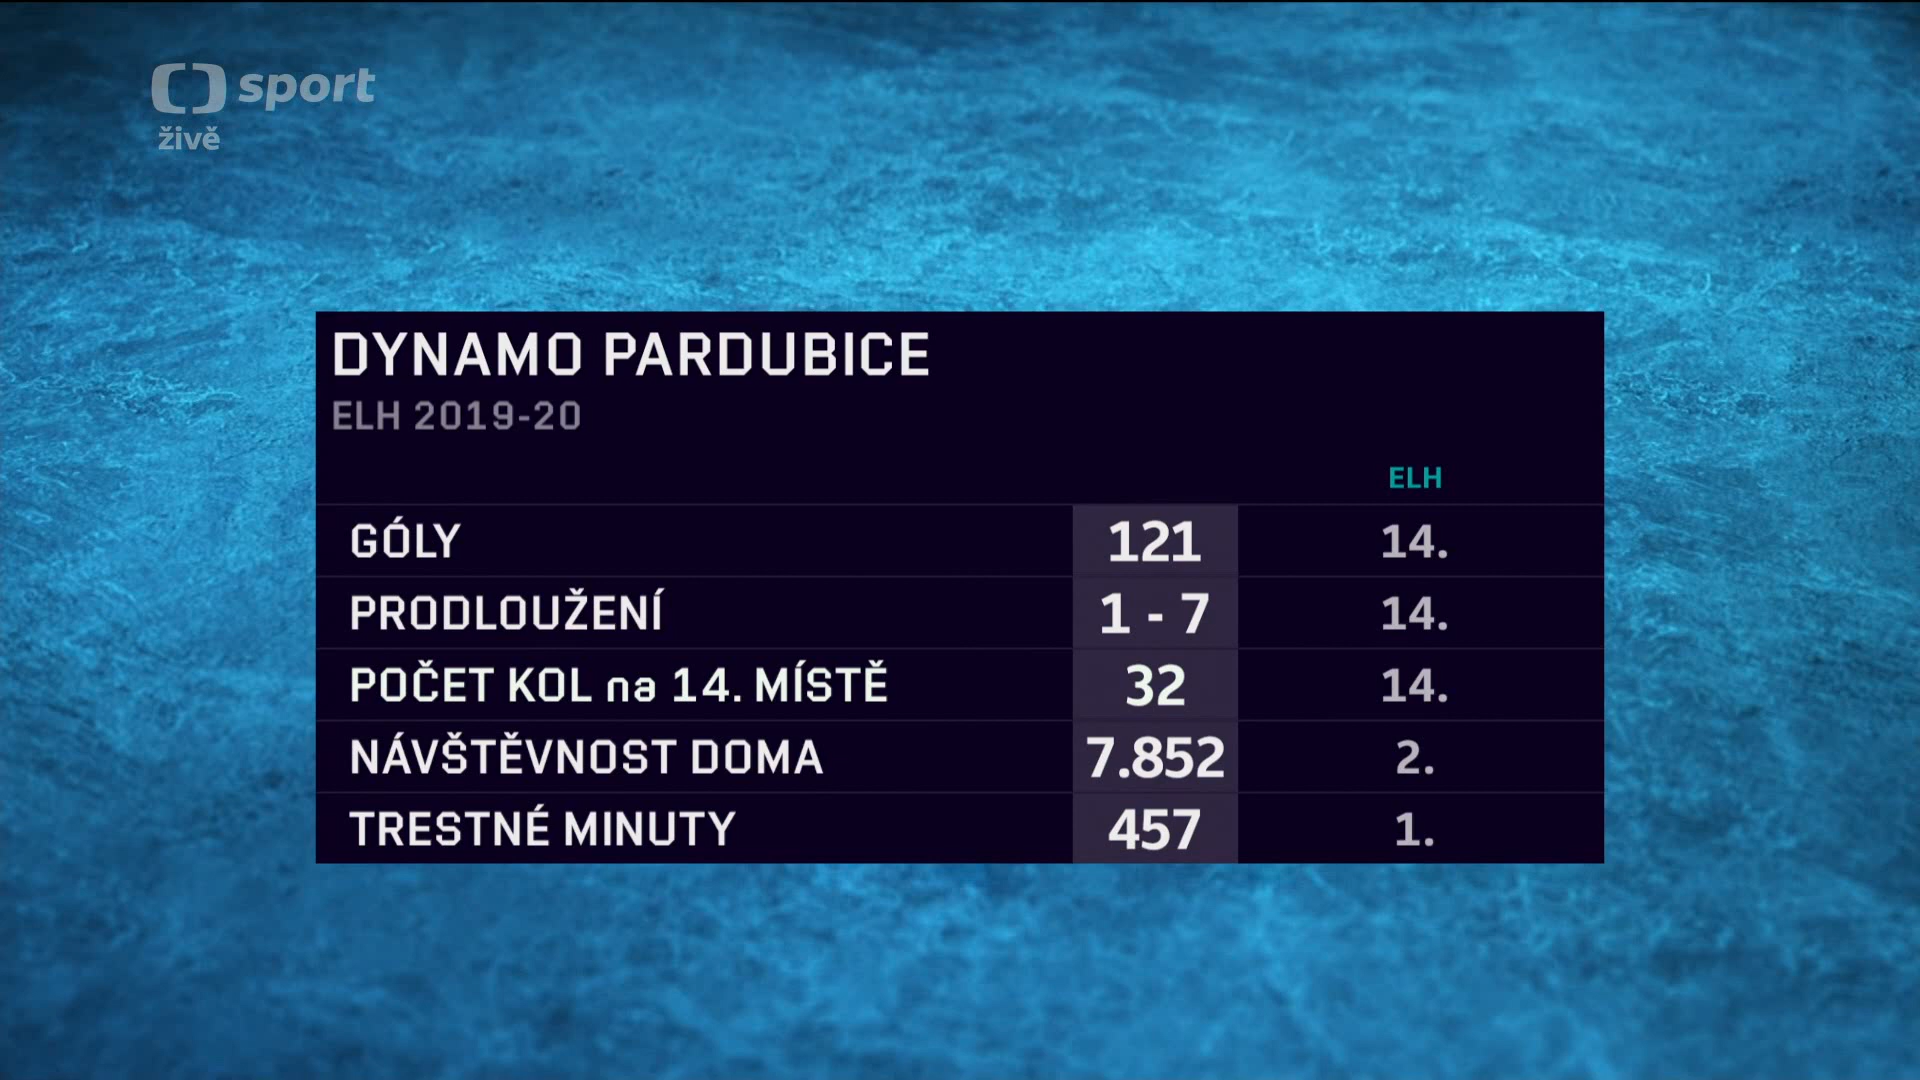 sport
živě
DYNAMO PARDUBICE
ELH 2019-20
ELH
GÓLY 121 14.
PRODLOUŽENÍ 1 - 7 14.
POČET KOL na 14. MÍSTĚ 32 14.
NÁVŠTĚVNOST DOMA 7.852 2.
TRESTNÉ MINUTY 457 1.